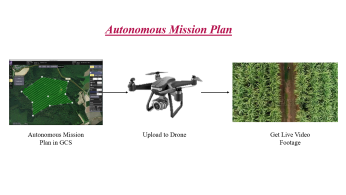 Autonomous Mission Plan
Autonomous Mission
Plan in GCS
Upload to Drone
Get Live Video
Footage